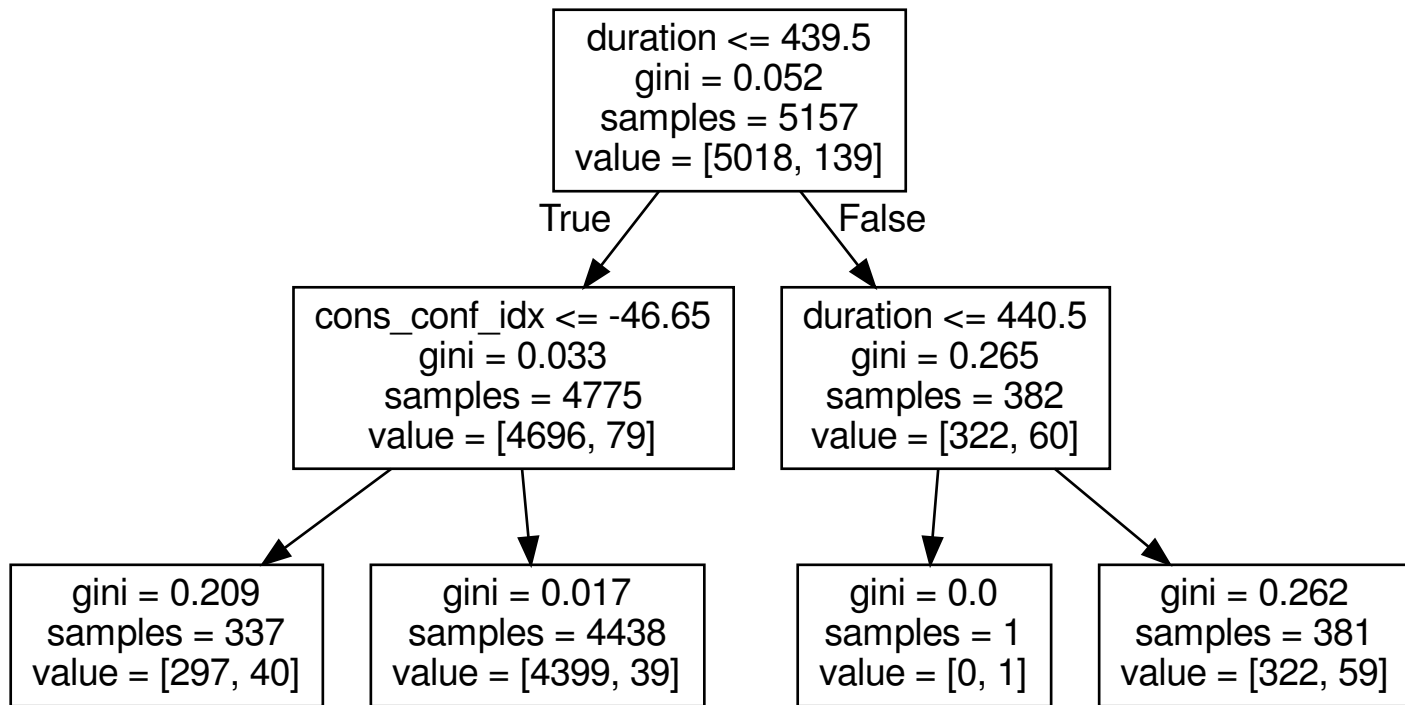 duration <= 439.5
gini = 0.052
samples = 5157
value = [5018, 139]
True
False
cons_conf_idx <= -46.65
gini = 0.033
samples = 4775
value = [4696, 79]
duration <= 440.5
gini = 0.265
samples = 382
value = [322, 60]
gini = 0.209
samples = 337
value = [297, 40]
gini = 0.017
samples = 4438
value = [4399, 39]
gini = 0.0
samples = 1
value = [0, 1]
gini = 0.262
samples = 381
value = [322, 59]